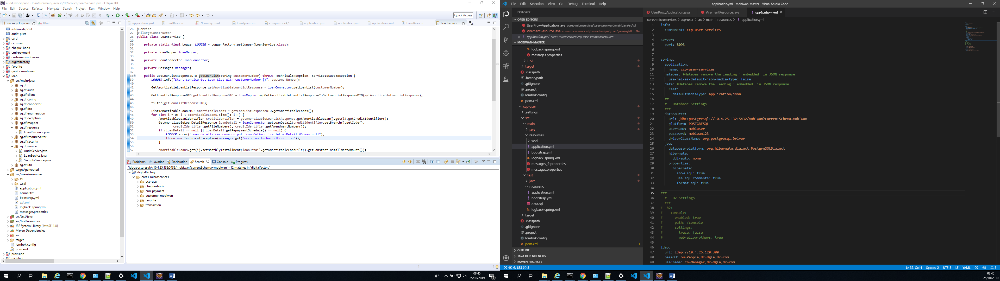 audit-workspace - loan/src/main/java/sg/df/service/LoanService.java - Eclipse IDE
File Edit Source Refactor Navigate Search Project Run Window Help
Quick Access
Package Explorer JUnit
a-term-deposit
audit-piste
card
ccp-user
cheque-book
cmi-payment
customer-mobiwan
digitalfactory
favorite
geoloc-mobiwan
loan
src/main/java
sg.df
sg.df.audit
sg.df.client
sg.df.config
sg.df.connector
sg.df.dto
sg.df.enumeration
sg.df.exception
sg.df.mapper
sg.df.resource
LoanResource.java
sg.df.resource.error
sg.df.security
sg.df.service
AuditService.java
LoanService.java
SecurityService.java
sg.df.util
target/generated
src/main/resources
ssl
wsdl
application.yml
banner.txt
bootstrap.yml
cxf.xml
logback-spring.xml
messages.properties
src/test/java
src/test/resources
JRE System Library [JavaSE-1.8]
Maven Dependencies
src
target
lombok.config
pom.xml
provision
application.yml CardResourc... *CmiPayment... loan/pom.xml cheque-book/... application.yml application.yml application.yml LoanResourc... LoanService.... »35
26 @Service
27 @AllArgsConstructor
28 public class LoanService {
29
30 private static final Logger LOGGER = LoggerFactory.getLogger(LoanService.class);
31
32 private LoanMapper loanMapper;
33
34 private LoanConnector loanConnector;
35
36 private Messages messages;
37
38 public GetLoanListResponseDTO getLoanList(String customerNumber) throws TechnicalException, ServiceIssuesException {
39 LOGGER.info("Start service Get Loan List with customerNumber {}", customerNumber);
40
41 GetAmortizableLoanListResponse getAmortizableLoanListResponse = loanConnector.getLoanList(customerNumber);
42
43 GetLoanListResponseDTO getLoanListResponseDTO = loanMapper.mapGetAmortizableLoanListResponseToGetLoanListResponseDTO(getAmortizableLoanListResponse);
44
45 filter(getLoanListResponseDTO);
46
47 List<AmortizableLoanDTO> amortizableLoans = getLoanListResponseDTO.getAmortizableLoans();
48 for (int i = 0; i < amortizableLoans.size(); i++) {
49 AmortizableLoanIdentifier creditIdentifier = getAmortizableLoanListResponse.getAmortizableLoan().get(i).getCreditIdentifier();
50 GetAmortizableLoanDetailResponse loanDetail = loanConnector.getLoanDetail(creditIdentifier.getBranch().getCode(),
51 creditIdentifier.getFileNumber(), creditIdentifier.getAmendmentNumber());
52 if (loanDetail == null || loanDetail.getRepaymentSchedule() == null) {
53 LOGGER.error("Loan details response output from GetAmortizableLoanDetail WS was null");
54 throw new TechnicalException(messages.get("error.ws.technicalException"));
55 }
56
57 amortizableLoans.get(i).setMonthlyInstallment(loanDetail.getAmortizableLoanFile().getConstantInstallmentAmount());
Problems Javadoc Declaration Search Console Progress
'jdbc:postgresql://10.4.25.132:5432/mobiwan?currentSchema=mobiwan' - 12 matches in 'digitalfactory'
digitalfactory
cores-microservices
ccp-user
cheque-book
cmi-payment
customer-mobiwan
favorite
transaction
08:45
25/10/2019
4
File Edit Selection View Go Debug Terminal Help
application.yml - mobiwan-master - Visual Studio Code
EXPLORER
OPEN EDITORS
UserProxyApplication.java cores-microservices\user-proxy\src\main\java\sg\df
VirementResource.java cores-microservices\transaction\src\main\java\sg\df... 9+
application.yml cores-microservices\ccp-user\src\main\resources
MOBIWAN-MASTER
logback-spring.xml
messages.properties
test
target
.classpath
.factorypath
.gitignore
.project
lombok.config
pom.xml
ccp-user
.settings
src
main
java
resources
wsdl
application.yml
bootstrap.yml
logback-spring.xml
messages_fr.properties
messages.properties
test
java
resources
application.yml
bootstrap.yml
data.sql
logback-spring.xml
target
.classpath
.gitignore
.project
lombok.config
pom.xml 1
OUTLINE
JAVA DEPENDENCIES
MAVEN PROJECTS
UserProxyApplication.java VirementResource.java application.yml
cores-microservices > ccp-user > src > main > resources > application.yml
1 info:
2 component: ccp user services
3
4 server:
5 port: 8093
6
7
8 spring:
9 application:
10 name: ccp-user-services
11 hateoas: #Hateoas remove the leading '_embedded' in JSON response
12 use-hal-as-default-json-media-type: false
13 data: #Hateoas remove the leading '_embedded' in JSON response
14 rest:
15 defaultMediaType: application/json
16 ##
17 # Database Settings
18 ###
19 datasource:
20 url: jdbc:postgresql://10.4.25.132:5432/mobiwan?currentSchema=mobiwan
21 platform: POSTGRESQL
22 username: mobiuser
23 password: mobiwan123
24 driverClassName: org.postgresql.Driver
25 jpa:
26 database-platform: org.hibernate.dialect.PostgreSQLDialect
27 hibernate:
28 ddl-auto: none
29 properties:
30 hibernate:
31 show_sql: true
32 use_sql_comments: true
33 format_sql: true
34
35 ###
36 # H2 Settings
37 ###
38 # h2:
39 # console:
40 # enabled: true
41 # path: /console
42 # settings:
43 # trace: false
44 # web-allow-others: true
45
46 ldap:
47 url: ldap://10.4.25.129:389
48 baseOU: ou=People,dc=dgfa,dc=com
49 username: cn=Manager,dc=dgfa,dc=com
4K 883 8
Ln 35, Col 4 Spaces: 2 UTF-8 LF YAML 3
08:45
25/10/2019